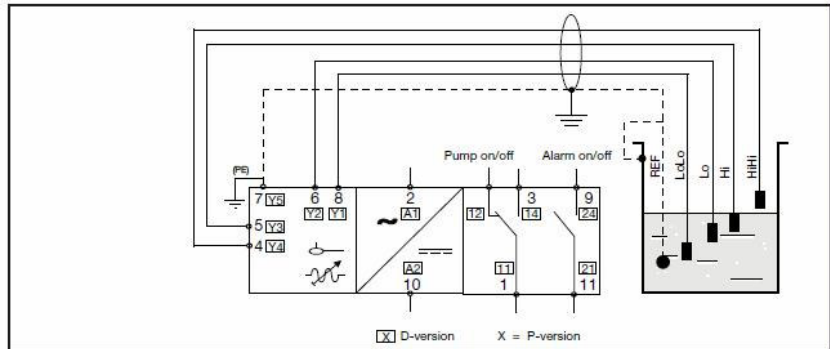 Pump on/off
Alarm on/off
REF
LoLo
Lo
Hi
HiHi
(PE)
7 Y5
6
Y2
8
Y1
2
A1
12
3
14
9
24
5 Y3
4 Y4
A2
10
11
1
21
11
X D-version
X = P-version